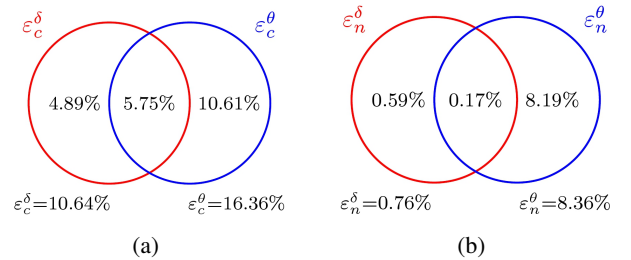 ε_c^δ ε_c^θ
4.89% 5.75% 10.61%
ε_c^δ=10.64% ε_c^θ=16.36%
(a)
ε_n^δ ε_n^θ
0.59% 0.17% 8.19%
ε_n^δ=0.76% ε_n^θ=8.36%
(b)